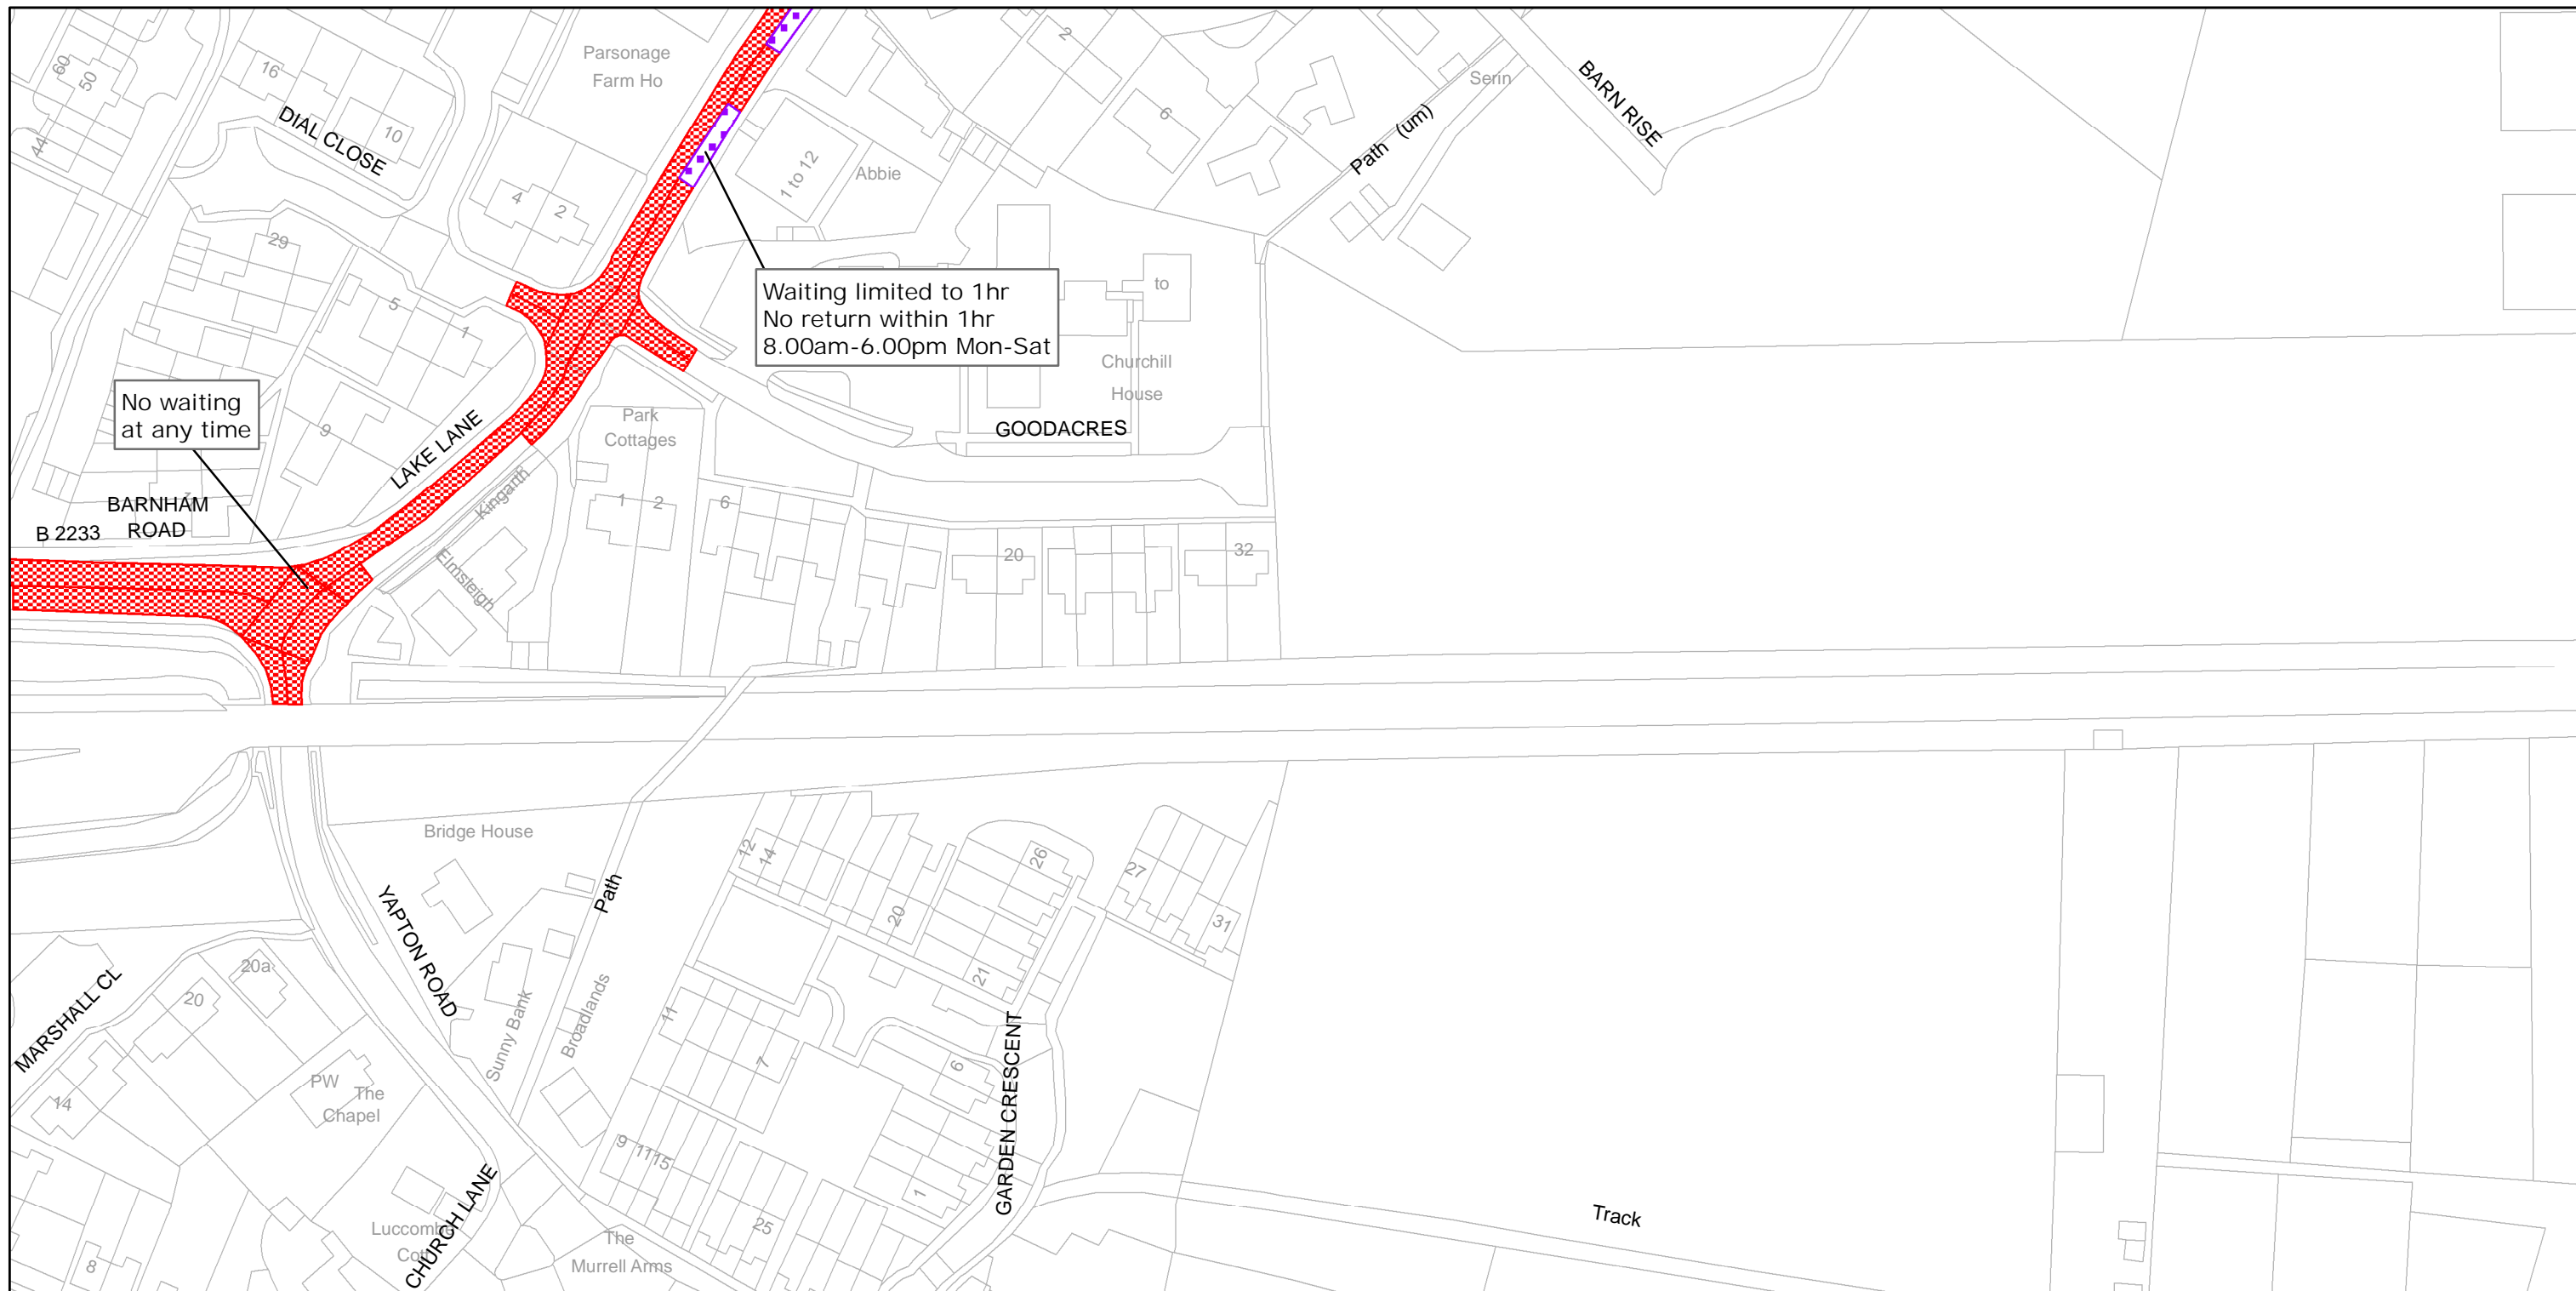 Parsonage
Farm Ho
60
50
44
16
10
DIAL CLOSE
4
2
2
6
1 to 12
Abbie
Path (um)
Serin
BARN RISE
29
5
1
9
to
Waiting limited to 1hr
No return within 1hr
8.00am-6.00pm Mon-Sat
Churchill
House
GOODACRES
No waiting
at any time
LAKE LANE
Park
Cottages
Kingarth
1
2
6
20
32
BARNHAM
ROAD
B 2233
Elmsleigh
Bridge House
YAPTON ROAD
Path
12
14
20
26
27
31
21
MARSHALL CL
20a
20
14
PW
The
Chapel
Sunny Bank
Broadlands
11
7
6
GARDEN CRESCENT
9
11
15
25
1
8
Luccombe
Cott
CHURCH LANE
The
Murrell Arms
Track